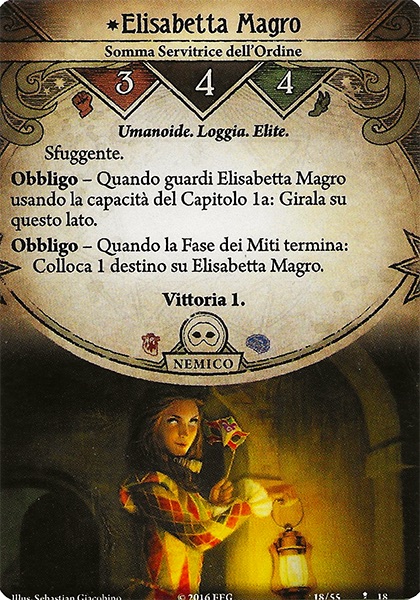 *Elisabetta Magro
Somma Servitrice dell'Ordine
3 4 4
Umanoide. Loggia. Elite.
Sfuggente.
Obbligo – Quando guardi Elisabetta Magro
usando la capacità del Capitolo 1a: Girala su
questo lato.
Obbligo – Quando la Fase dei Miti termina:
Colloca 1 destino su Elisabetta Magro.
Vittoria 1.
NEMICO
Illus. Sebastian Giacobino © 2016 FFG 18/55 18